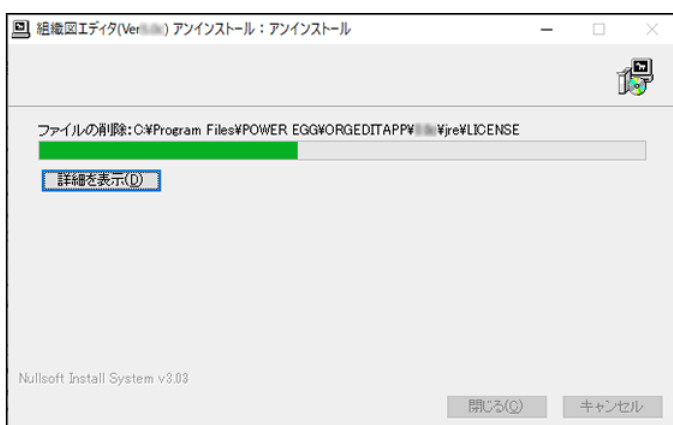 組織図エディタ(Ver ) アンインストール：アンインストール
ファイルの削除: C:¥Program Files¥POWER EGG¥ORGEDITAPP¥ ¥jre¥LICENSE
詳細を表示(D)
Nullsoft Install System v3.03
閉じる(C) キャンセル